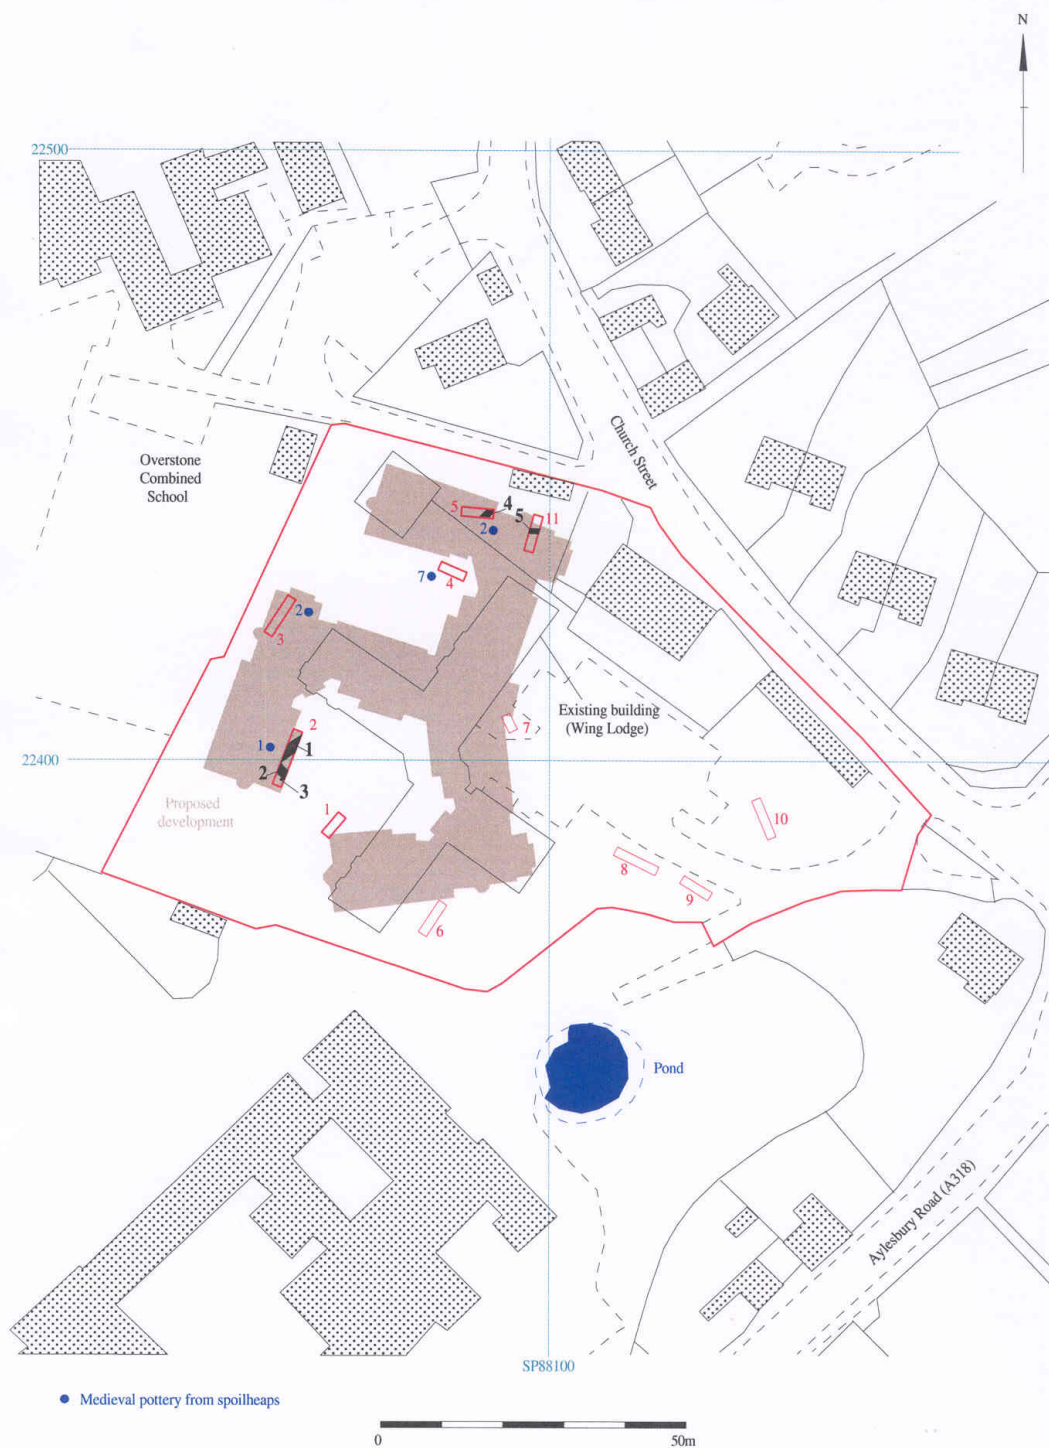 N
22500
Church Street
Overstone
Combined
School
5
4
5
11
2
7
4
2
3
Existing building
(Wing Lodge)
7
2
1
1
22400
2
3
Proposed
development
1
10
8
9
6
Pond
Aylesbury Road (A318)
SP88100
Medieval pottery from spoilheaps
0
50m